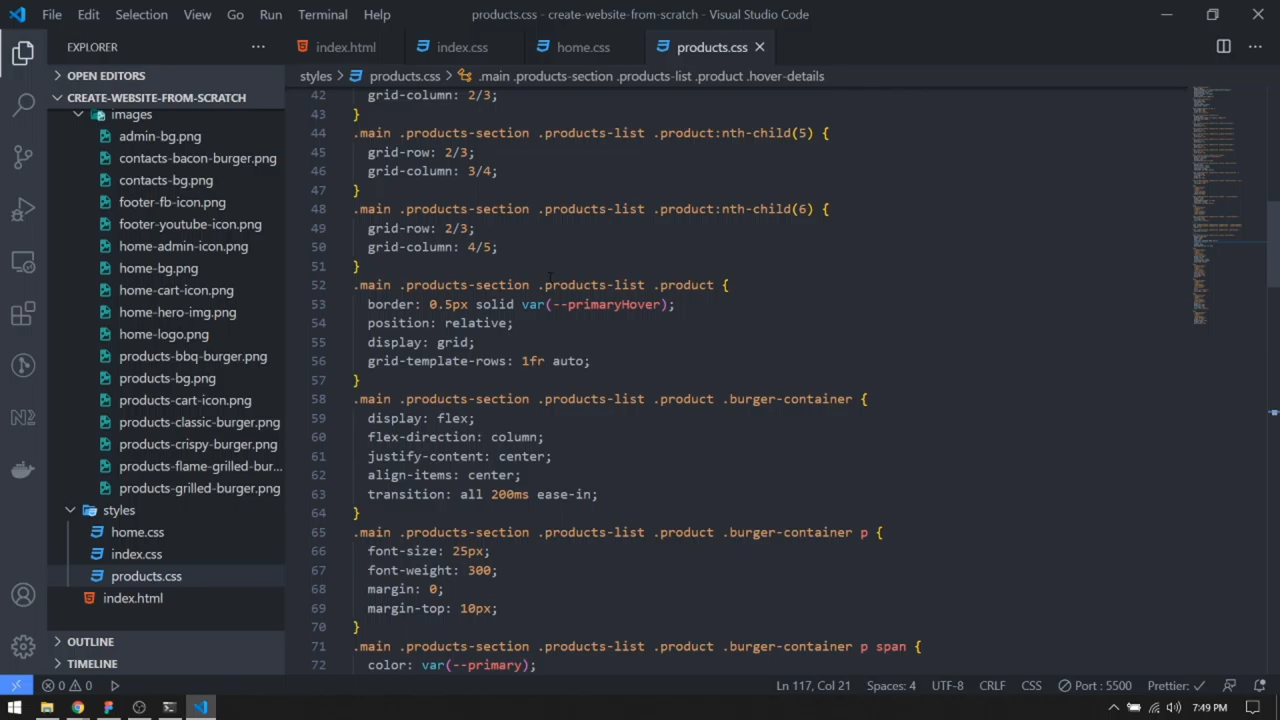 File Edit Selection View Go Run Terminal Help
products.css - create-website-from-scratch - Visual Studio Code
EXPLORER
index.html
index.css
home.css
products.css
OPEN EDITORS
styles > products.css > .main .products-section .products-list .product .hover-details
CREATE-WEBSITE-FROM-SCRATCH
images
admin-bg.png
contacts-bacon-burger.png
contacts-bg.png
footer-fb-icon.png
footer-youtube-icon.png
home-admin-icon.png
home-bg.png
home-cart-icon.png
home-hero-img.png
home-logo.png
products-bbq-burger.png
products-bg.png
products-cart-icon.png
products-classic-burger.png
products-crispy-burger.png
products-flame-grilled-bur...
products-grilled-burger.png
styles
home.css
index.css
products.css
index.html
OUTLINE
TIMELINE
42 grid-column: 2/3;
43 }
44 .main .products-section .products-list .product:nth-child(5) {
45 grid-row: 2/3;
46 grid-column: 3/4;
47 }
48 .main .products-section .products-list .product:nth-child(6) {
49 grid-row: 2/3;
50 grid-column: 4/5;
51 }
52 .main .products-section .products-list .product {
53 border: 0.5px solid var(--primaryHover);
54 position: relative;
55 display: grid;
56 grid-template-rows: 1fr auto;
57 }
58 .main .products-section .products-list .product .burger-container {
59 display: flex;
60 flex-direction: column;
61 justify-content: center;
62 align-items: center;
63 transition: all 200ms ease-in;
64 }
65 .main .products-section .products-list .product .burger-container p {
66 font-size: 25px;
67 font-weight: 300;
68 margin: 0;
69 margin-top: 10px;
70 }
71 .main .products-section .products-list .product .burger-container p span {
72 color: var(--primary);
0 0 Ln 117, Col 21 Spaces: 4 UTF-8 CRLF CSS Port : 5500 Prettier: ✓
7:49 PM